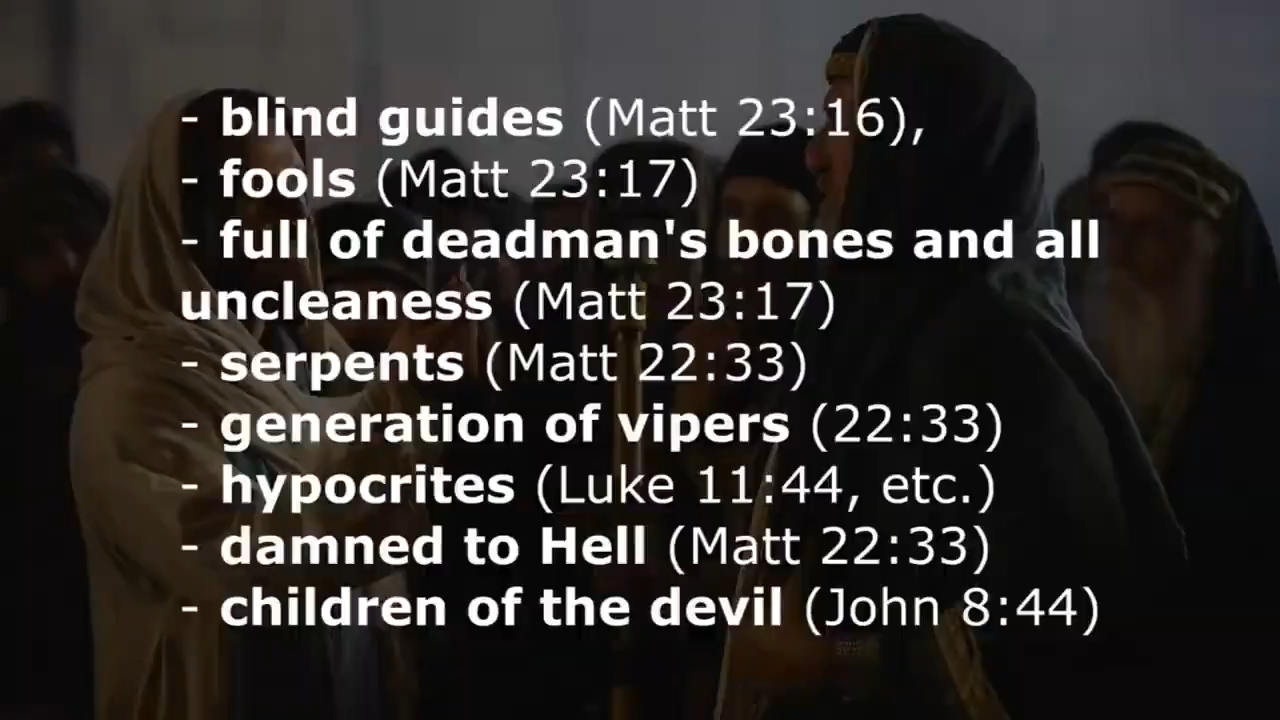 - blind guides (Matt 23:16),
- fools (Matt 23:17)
- full of deadman's bones and all
uncleaness (Matt 23:17)
- serpents (Matt 22:33)
- generation of vipers (22:33)
- hypocrites (Luke 11:44, etc.)
- damned to Hell (Matt 22:33)
- children of the devil (John 8:44)